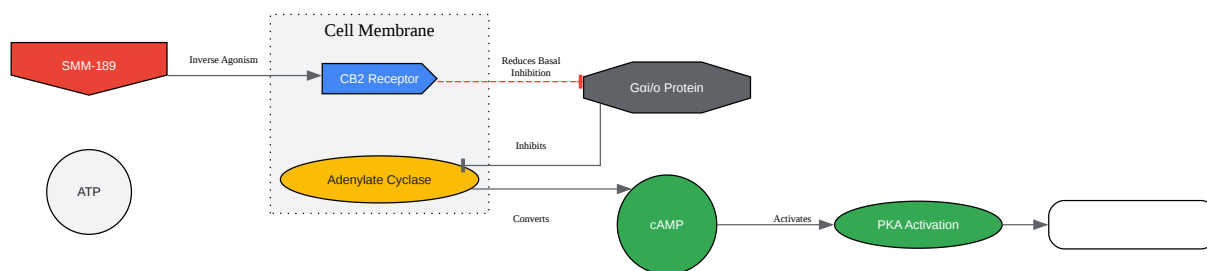 Cell Membrane
SMM-189
Inverse Agonism
CB2 Receptor
Reduces Basal
Inhibition
Gαi/o Protein
Inhibits
ATP
Adenylate Cyclase
Converts
cAMP
Activates
PKA Activation